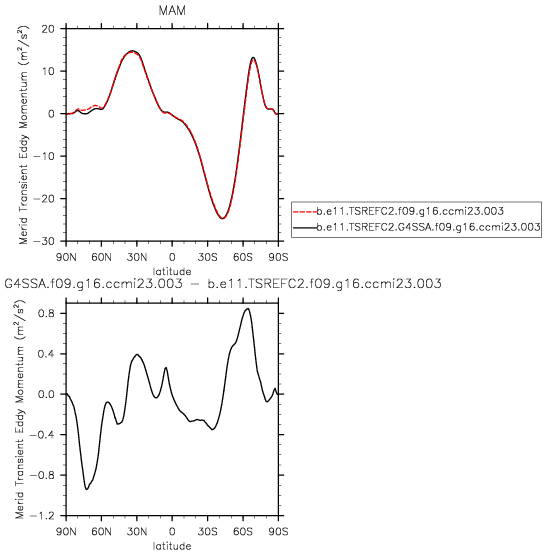 MAM
Merid Transient Eddy Momentum (m²/s²)
20
10
0
−10
−20
−30
90N 60N 30N 0 30S 60S 90S
latitude
b.e11.TSREFC2.f09.g16.ccmi23.003
b.e11.TSREFC2.G4SSA.f09.g16.ccmi23.003
G4SSA.f09.g16.ccmi23.003 − b.e11.TSREFC2.f09.g16.ccmi23.003
Merid Transient Eddy Momentum (m²/s²)
0.8
0.4
0.0
−0.4
−0.8
−1.2
90N 60N 30N 0 30S 60S 90S
latitude